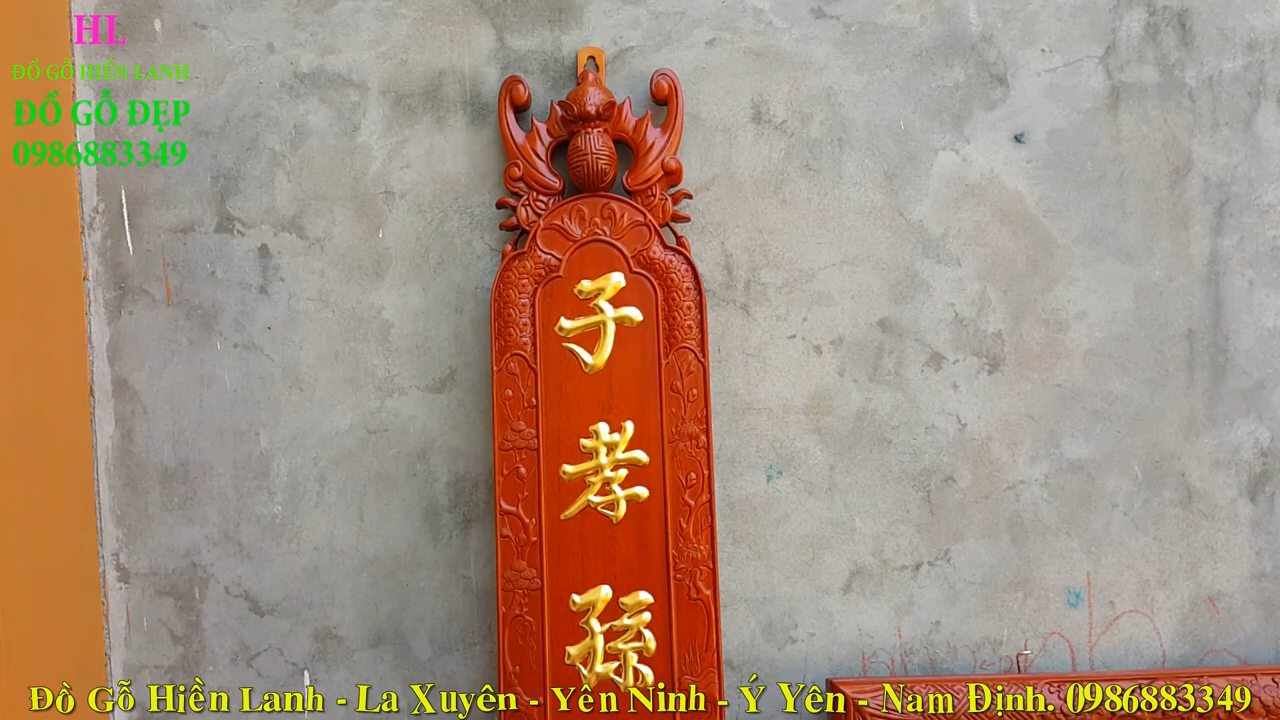 HL
ĐỒ GỖ HIỀN LANH
ĐỒ GỖ ĐẸP
0986883349
子
孝
孫
Đồ Gỗ Hiền Lanh - La Xuyên - Yên Ninh - Ý Yên - Nam Định. 0986883349